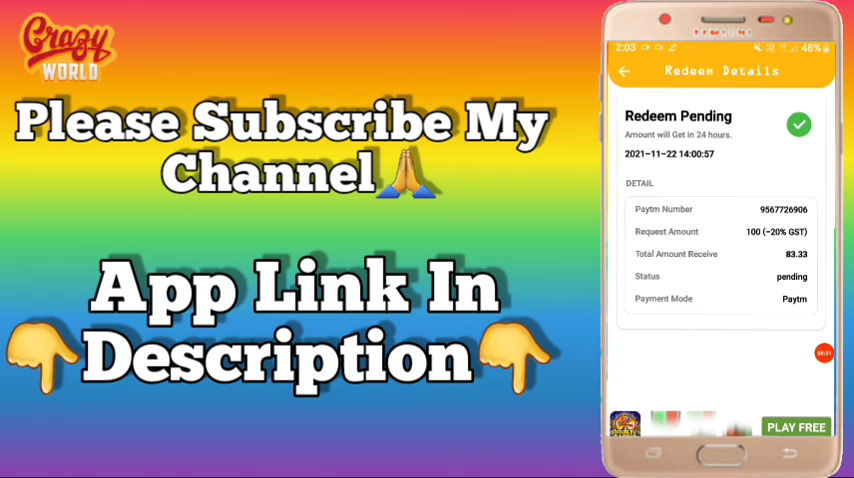 Crazy
WORLD
Please Subscribe My
Channel🙏
App Link In
👇Description👇
2:03
48%
Redeem Details
Redeem Pending
Amount will Get in 24 hours.
2021-11-22 14:00:57
DETAIL
Paytm Number 9567726906
Request Amount 100 (-20% GST)
Total Amount Receive 83.33
Status pending
Payment Mode Paytm
PLAY FREE